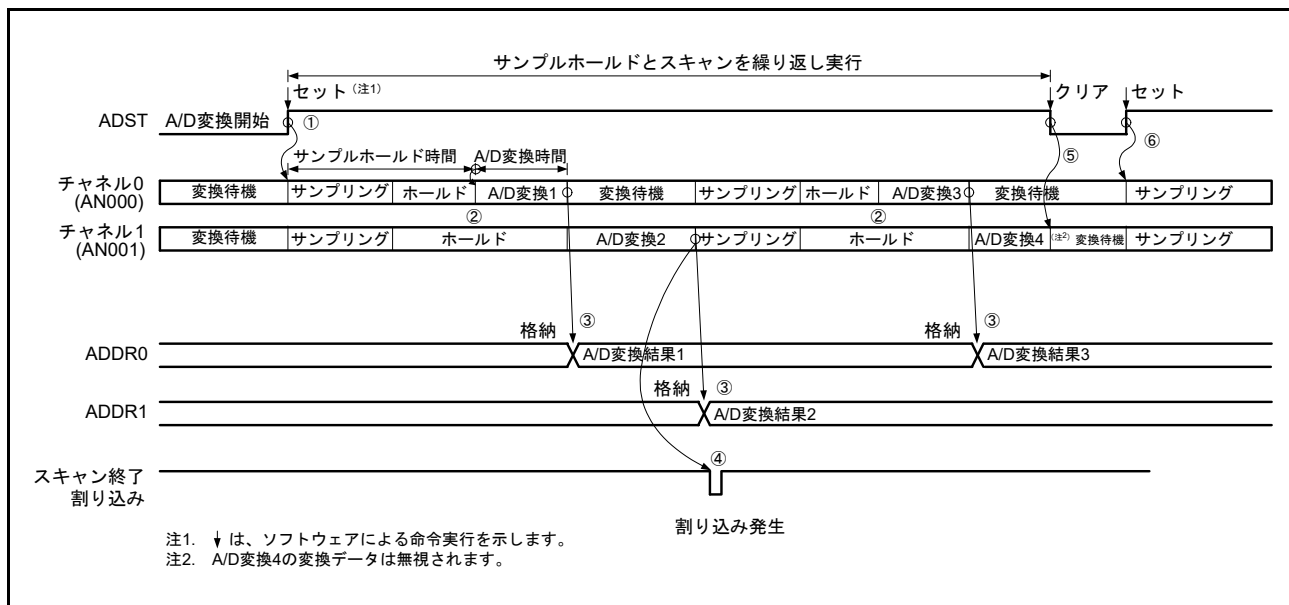 サンプルホールドとスキャンを繰り返し実行
セット(注1)
クリア
セット
ADST
A/D変換開始
①
⑤
⑥
サンプルホールド時間
A/D変換時間
チャネル0
(AN000)
変換待機
サンプリング
ホールド
A/D変換1
変換待機
サンプリング
ホールド
A/D変換3
変換待機
サンプリング
②
②
チャネル1
(AN001)
変換待機
サンプリング
ホールド
A/D変換2
サンプリング
ホールド
A/D変換4
(注2)
変換待機
サンプリング
格納
③
格納
③
ADDR0
A/D変換結果1
A/D変換結果3
格納
③
ADDR1
A/D変換結果2
④
スキャン終了
割り込み
割り込み発生
注1. ↓は、ソフトウェアによる命令実行を示します。
注2. A/D変換4の変換データは無視されます。